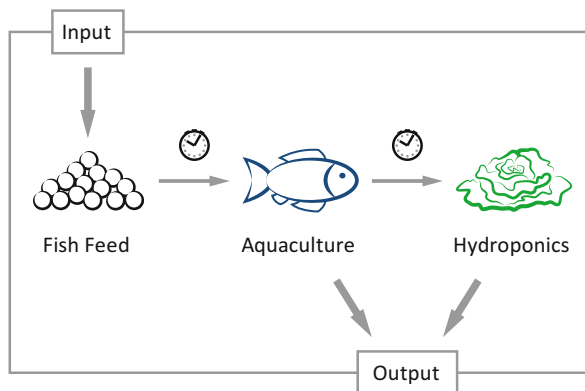 Input
Fish Feed
Aquaculture
Hydroponics
Output